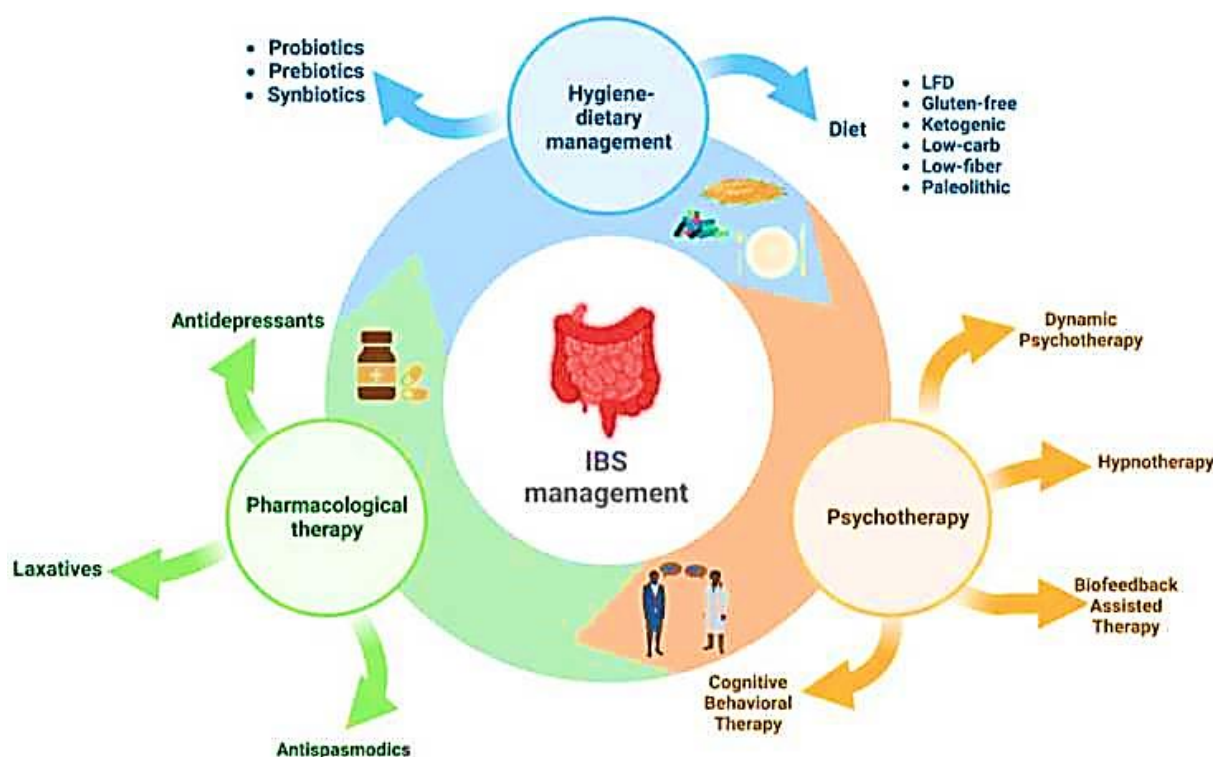 • Probiotics
• Prebiotics
• Synbiotics
Hygiene-
dietary
management
Diet
• LFD
• Gluten-free
• Ketogenic
• Low-carb
• Low-fiber
• Paleolithic
Antidepressants
Dynamic
Psychotherapy
IBS
management
Hypnotherapy
Pharmacological
therapy
Psychotherapy
Laxatives
Biofeedback
Assisted
Therapy
Cognitive
Behavioral
Therapy
Antispasmodics